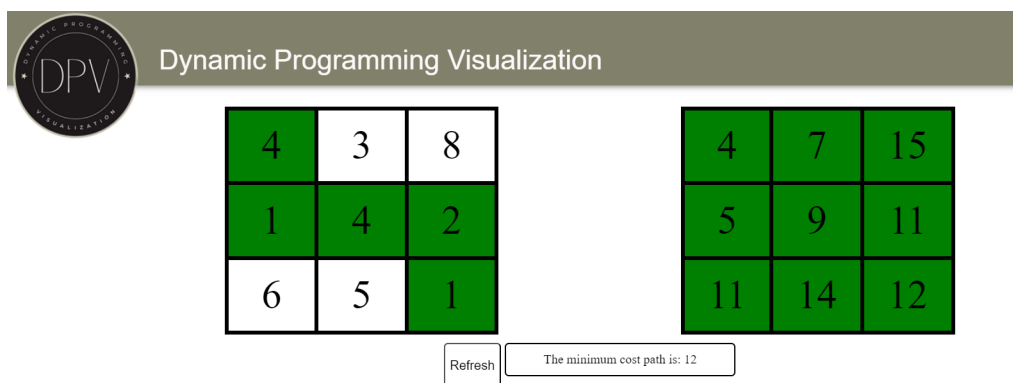 DYNAMIC PROGRAMMING
DPV
VISUALIZATION
Dynamic Programming Visualization
4 3 8 4 7 15
1 4 2 5 9 11
6 5 1 11 14 12
Refresh The minimum cost path is: 12